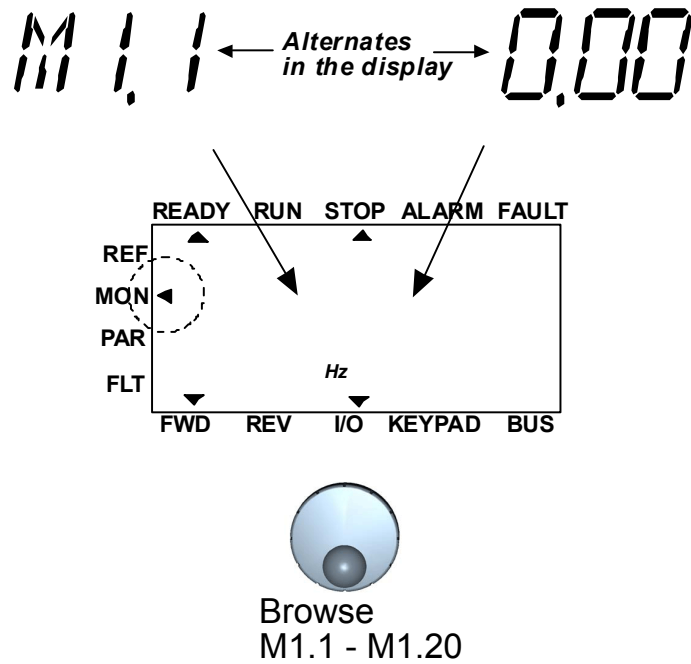 M1.1
Alternates
in the display
0.00
READY RUN STOP ALARM FAULT
REF
MON
PAR
FLT
Hz
FWD REV I/O KEYPAD BUS
Browse
M1.1 - M1.20